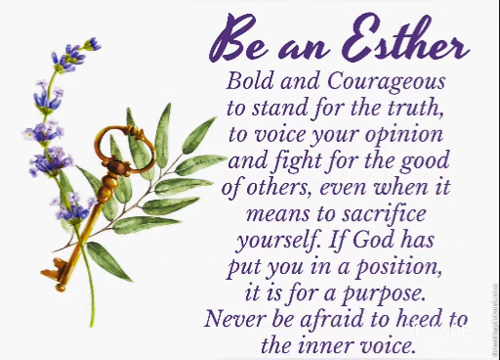 Be an Esther
Bold and Courageous
to stand for the truth,
to voice your opinion
and fight for the good
of others, even when it
means to sacrifice
yourself. If God has
put you in a position,
it is for a purpose.
Never be afraid to heed to
the inner voice.